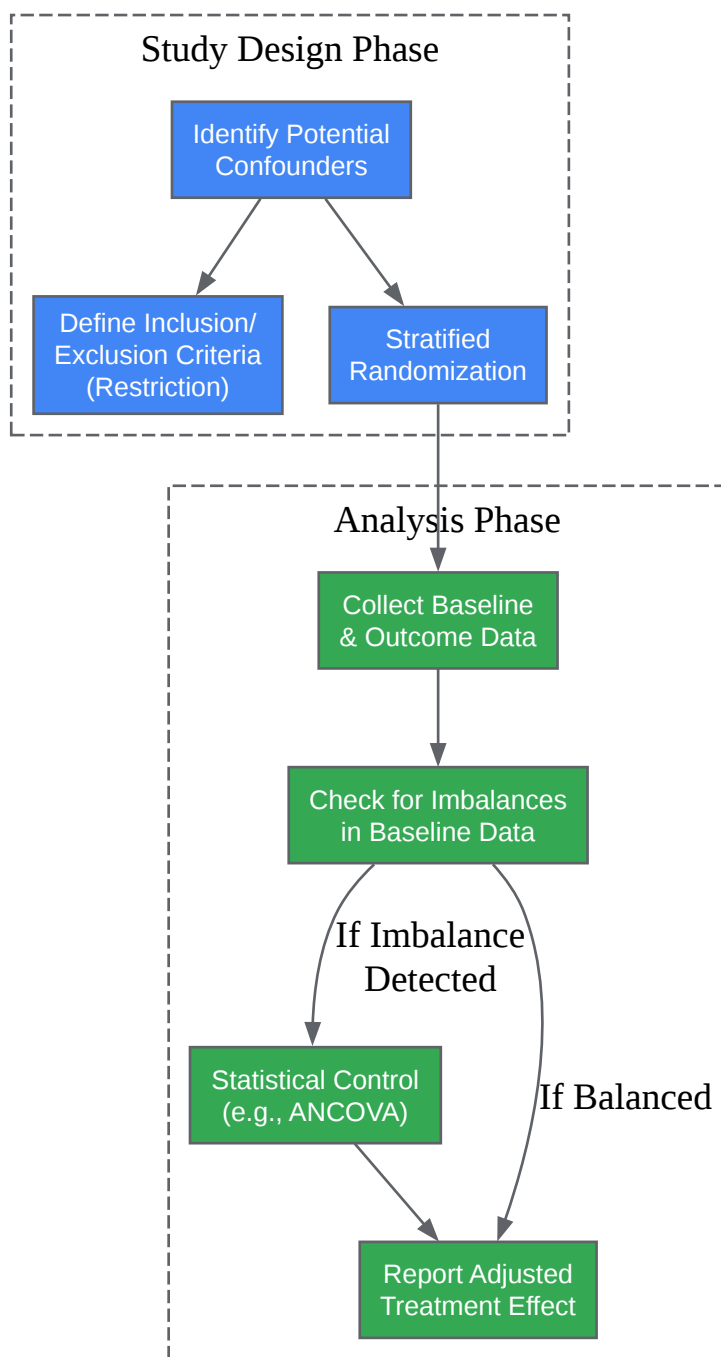 Study Design Phase
Identify Potential
Confounders
Define Inclusion/
Exclusion Criteria
(Restriction)
Stratified
Randomization
Analysis Phase
Collect Baseline
& Outcome Data
Check for Imbalances
in Baseline Data
If Imbalance
Detected
Statistical Control
(e.g., ANCOVA)
If Balanced
Report Adjusted
Treatment Effect